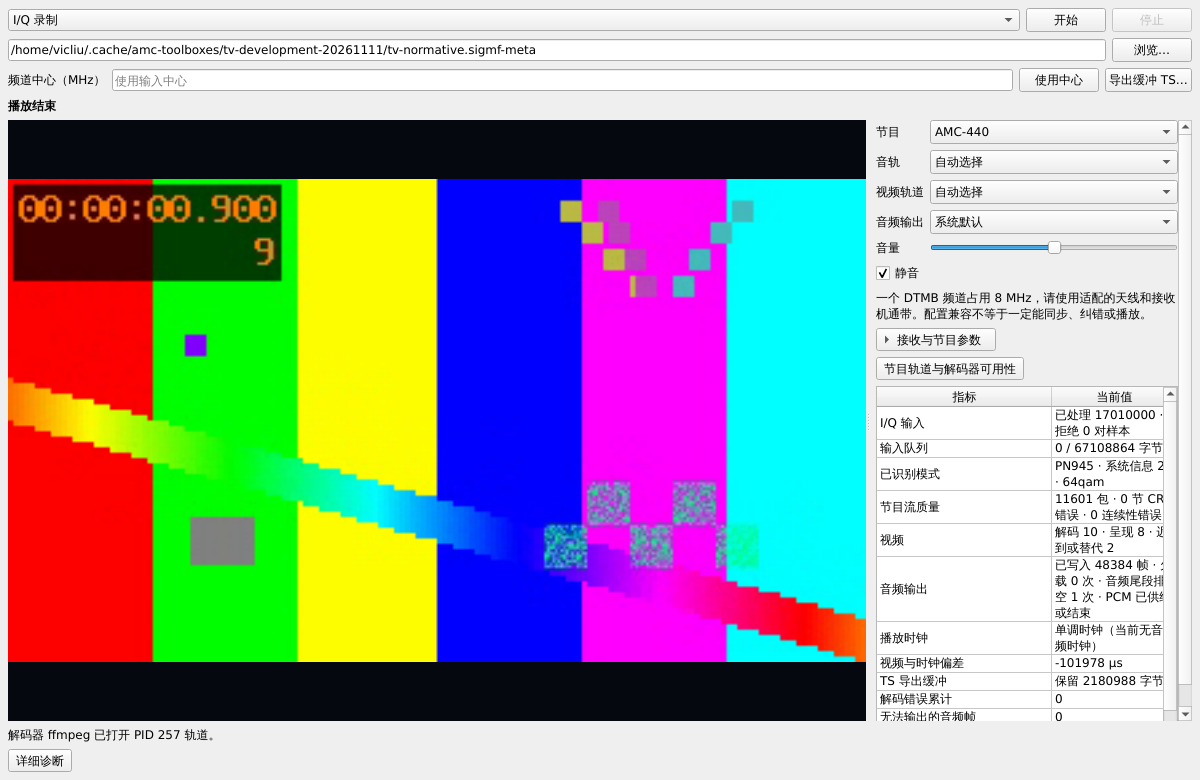 I/Q 录制
开始
停止
/home/vicliu/.cache/amc-toolboxes/tv-development-20261111/tv-normative.sigmf-meta
浏览...
频道中心（MHz）
使用输入中心
使用中心
导出缓冲 TS...
播放结束
00:00:00.900
9
节目
AMC-440
音轨
自动选择
视频轨道
自动选择
音频输出
系统默认
音量
静音
一个 DTMB 频道占用 8 MHz，请使用适配的天线和接收
机通带。配置兼容不等于一定能同步、纠错或播放。
接收与节目参数
节目轨道与解码器可用性
指标
当前值
I/Q 输入
已处理 17010000 ·
拒绝 0 对样本
输入队列
0 / 67108864 字节
已识别模式
PN945 · 系统信息 2
· 64qam
节目流质量
11601 包 · 0 节 CR
错误 · 0 连续性错误
视频
解码 10 · 呈现 8 ·
到或替代 2
音频输出
已写入 48384 帧 ·
载 0 次 · 音频尾段排
空 1 次 · PCM 已供给
或结束
播放时钟
单调时钟（当前无音
频时钟）
视频与时钟偏差
-101978 µs
TS 导出缓冲
保留 2180988 字节
解码错误累计
0
无法输出的音频帧
0
解码器 ffmpeg 已打开 PID 257 轨道。
详细诊断